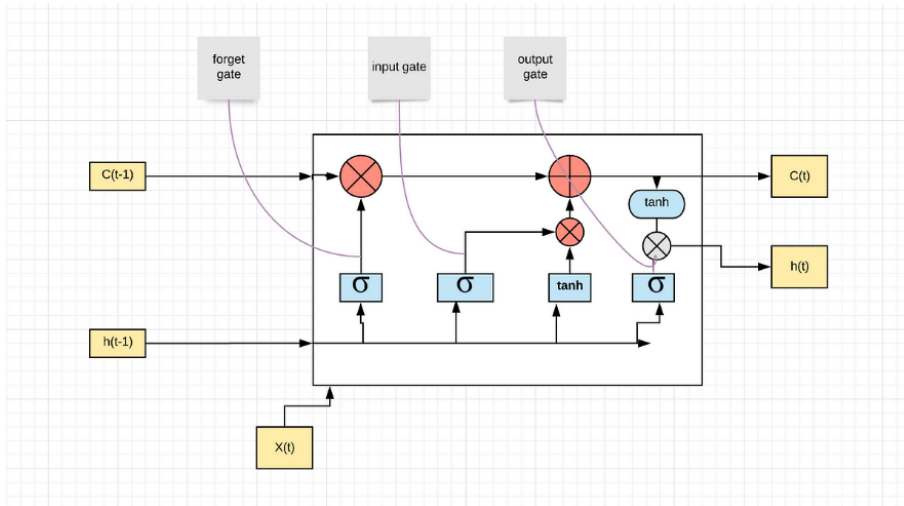 forget
gate
input gate
output
gate
C(t-1)
C(t)
tanh
h(t)
σ
σ
tanh
σ
h(t-1)
X(t)